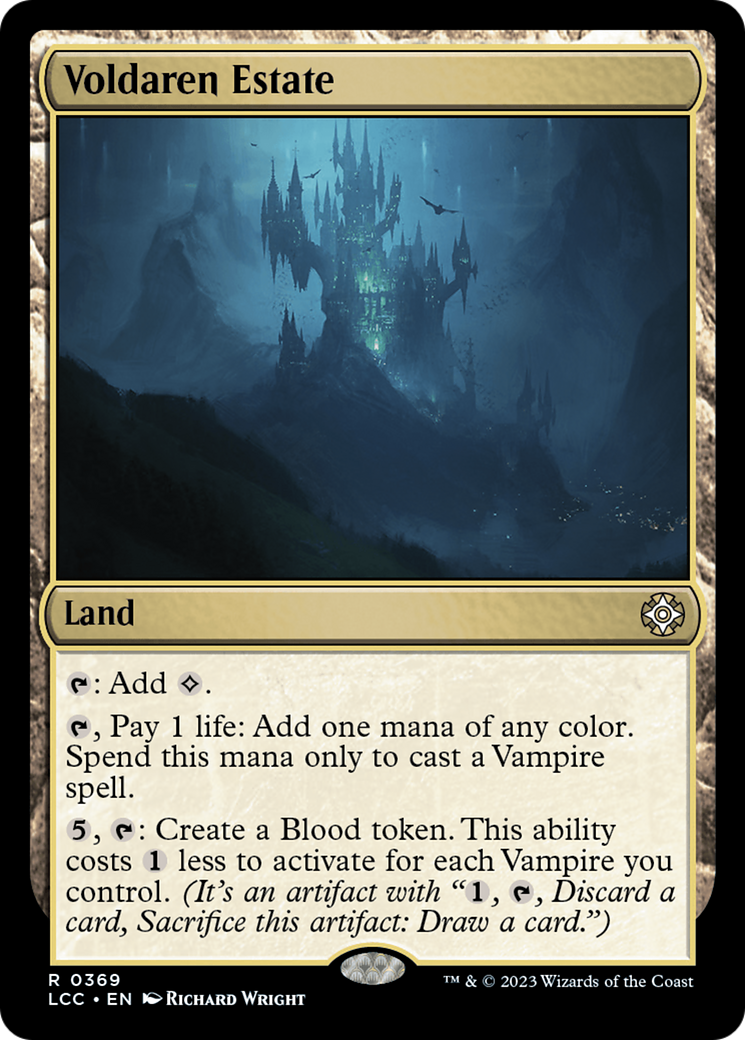 Voldaren Estate
Land
: Add .
, Pay 1 life: Add one mana of any color.
Spend this mana only to cast a Vampire
spell.
5, : Create a Blood token. This ability
costs 1 less to activate for each Vampire you
control. (It's an artifact with “1, , Discard a
card, Sacrifice this artifact: Draw a card.”)
R 0369
LCC • EN Richard Wright
™ & © 2023 Wizards of the Coast